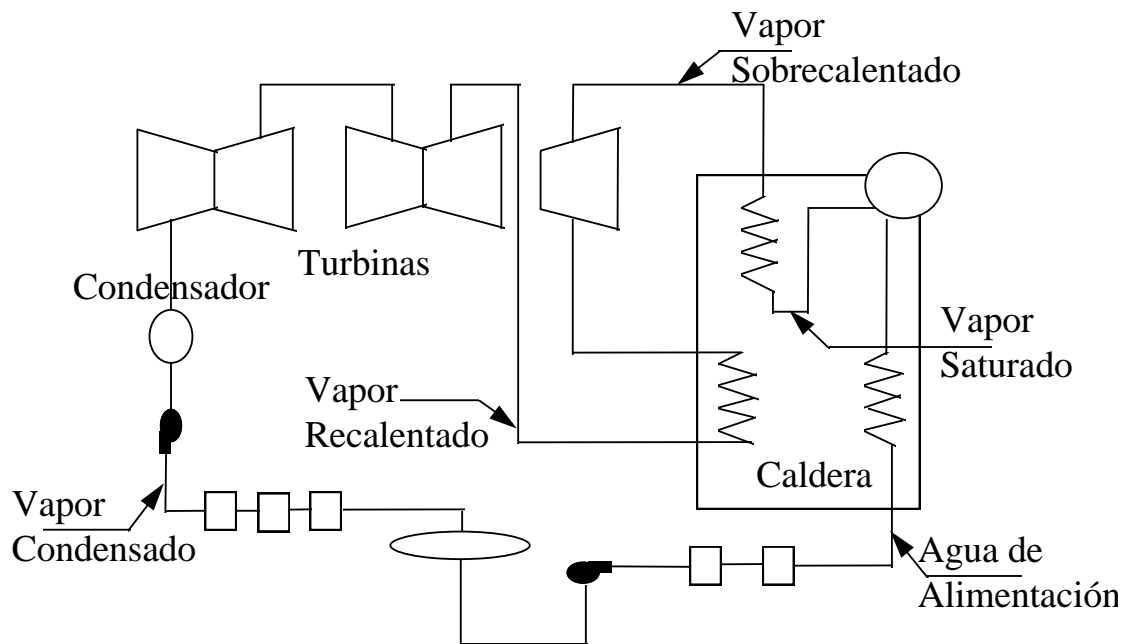 Vapor
Sobrecalentado
Turbinas
Condensador
Vapor
Saturado
Vapor
Recalentado
Caldera
Vapor
Condensado
Agua de
Alimentación